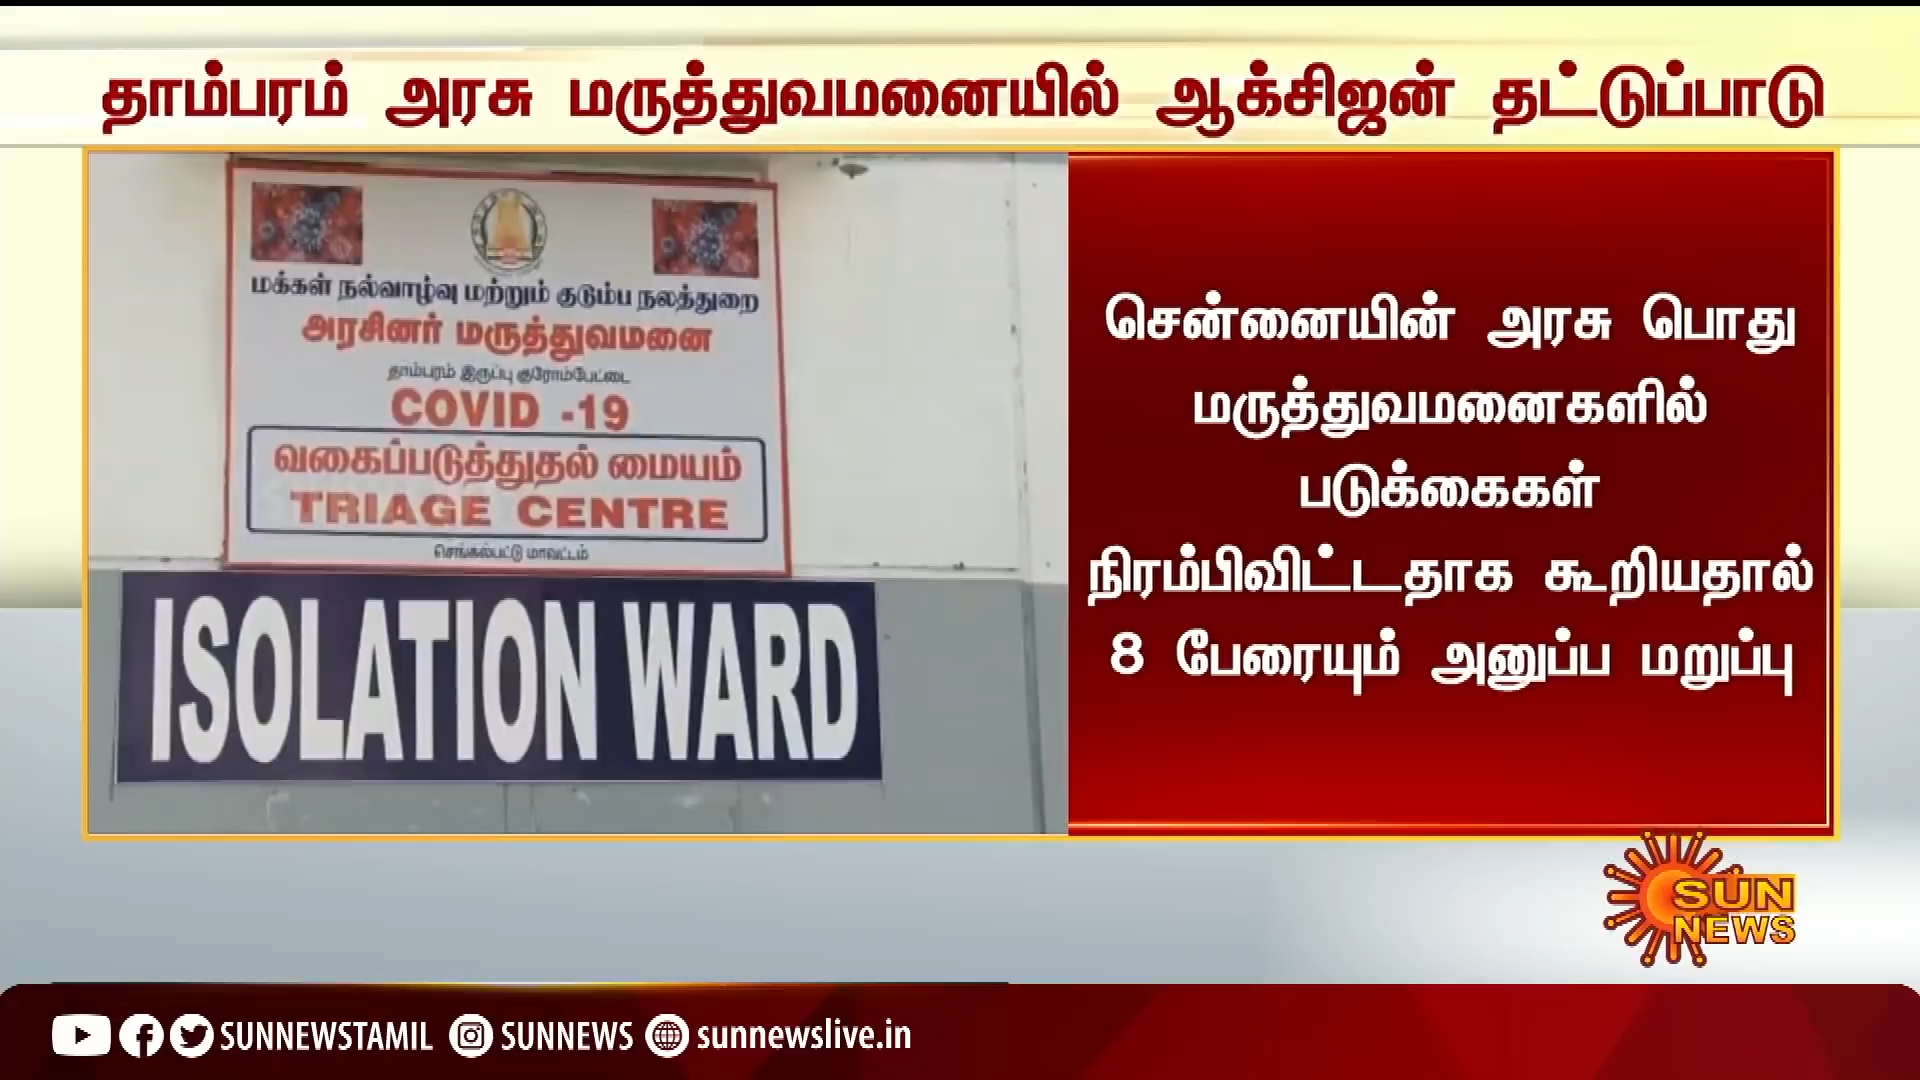 தாம்பரம் அரசு மருத்துவமனையில் ஆக்சிஜன் தட்டுப்பாடு
மக்கள் நல்வாழ்வு மற்றும் குடும்ப நலத்துறை
அரசினர் மருத்துவமனை
தாம்பரம் இருப்பு குரோம்பேட்டை
COVID -19
வகைப்படுத்துதல் மையம்
TRIAGE CENTRE
செங்கல்பட்டு மாவட்டம்
ISOLATION WARD
சென்னையின் அரசு பொது
மருத்துவமனைகளில்
படுக்கைகள்
நிரம்பிவிட்டதாக கூறியதால்
8 பேரையும் அனுப்ப மறுப்பு
SUN
NEWS
SUNNEWSTAMIL SUNNEWS sunnewslive.in